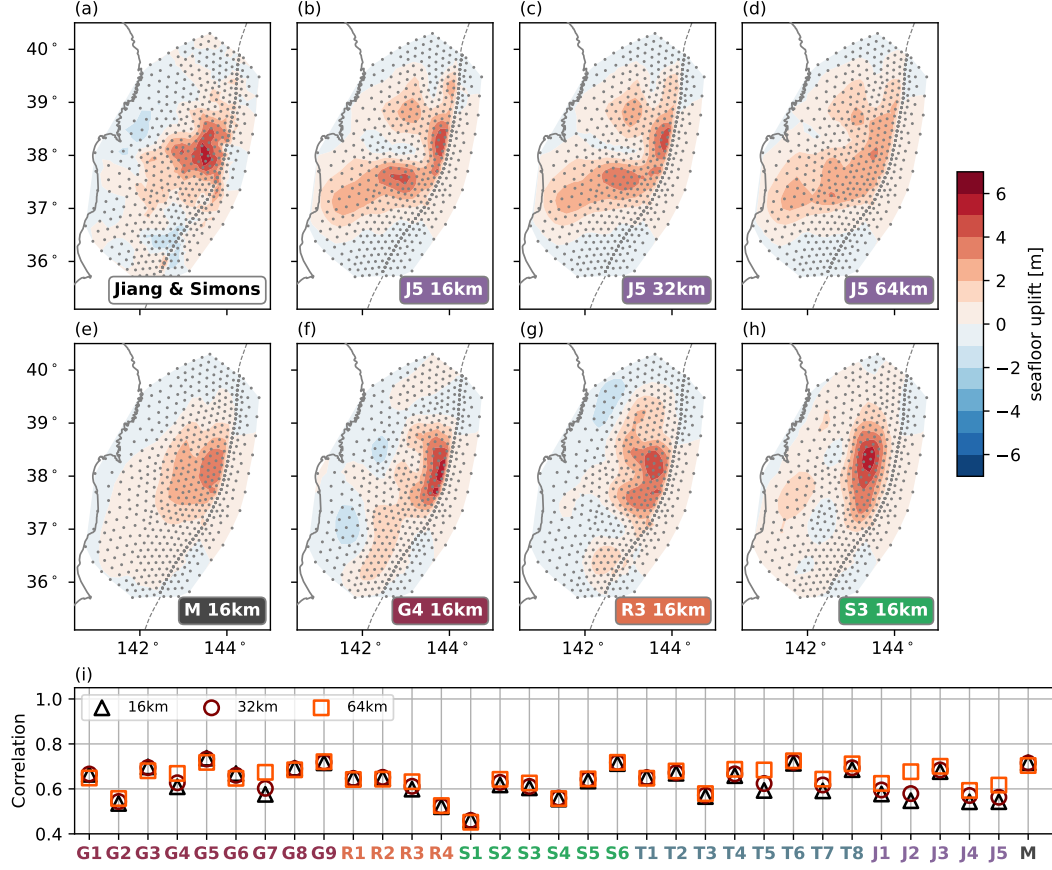 (a) (b) (c) (d)
40°
39°
38°
37°
36°
Jiang & Simons J5 16km J5 32km J5 64km
6
4
2
0
−2
−4
−6
seafloor uplift [m]
(e) (f) (g) (h)
40°
39°
38°
37°
36°
M 16km G4 16km R3 16km S3 16km
142° 144° 142° 144° 142° 144° 142° 144°
(i)
1.0
0.8
0.6
0.4
Correlation
16km 32km 64km
G1 G2 G3 G4 G5 G6 G7 G8 G9 R1 R2 R3 R4 S1 S2 S3 S4 S5 S6 T1 T2 T3 T4 T5 T6 T7 T8 J1 J2 J3 J4 J5 M